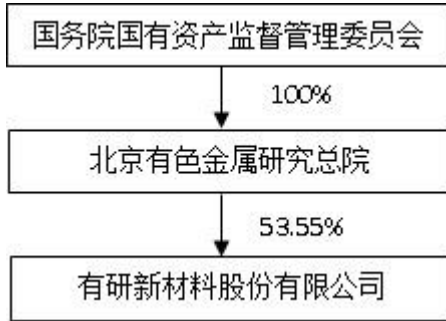 国务院国有资产监督管理委员会
100%
北京有色金属研究总院
53.55%
有研新材料股份有限公司